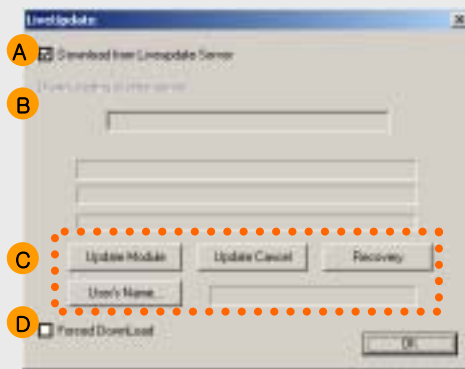 LiveUpdate
A
Download from Liveupdate Server
B
C
Update Module
Update Cancel
Recovery
User's Name...
D
Forced DownLoad
OK